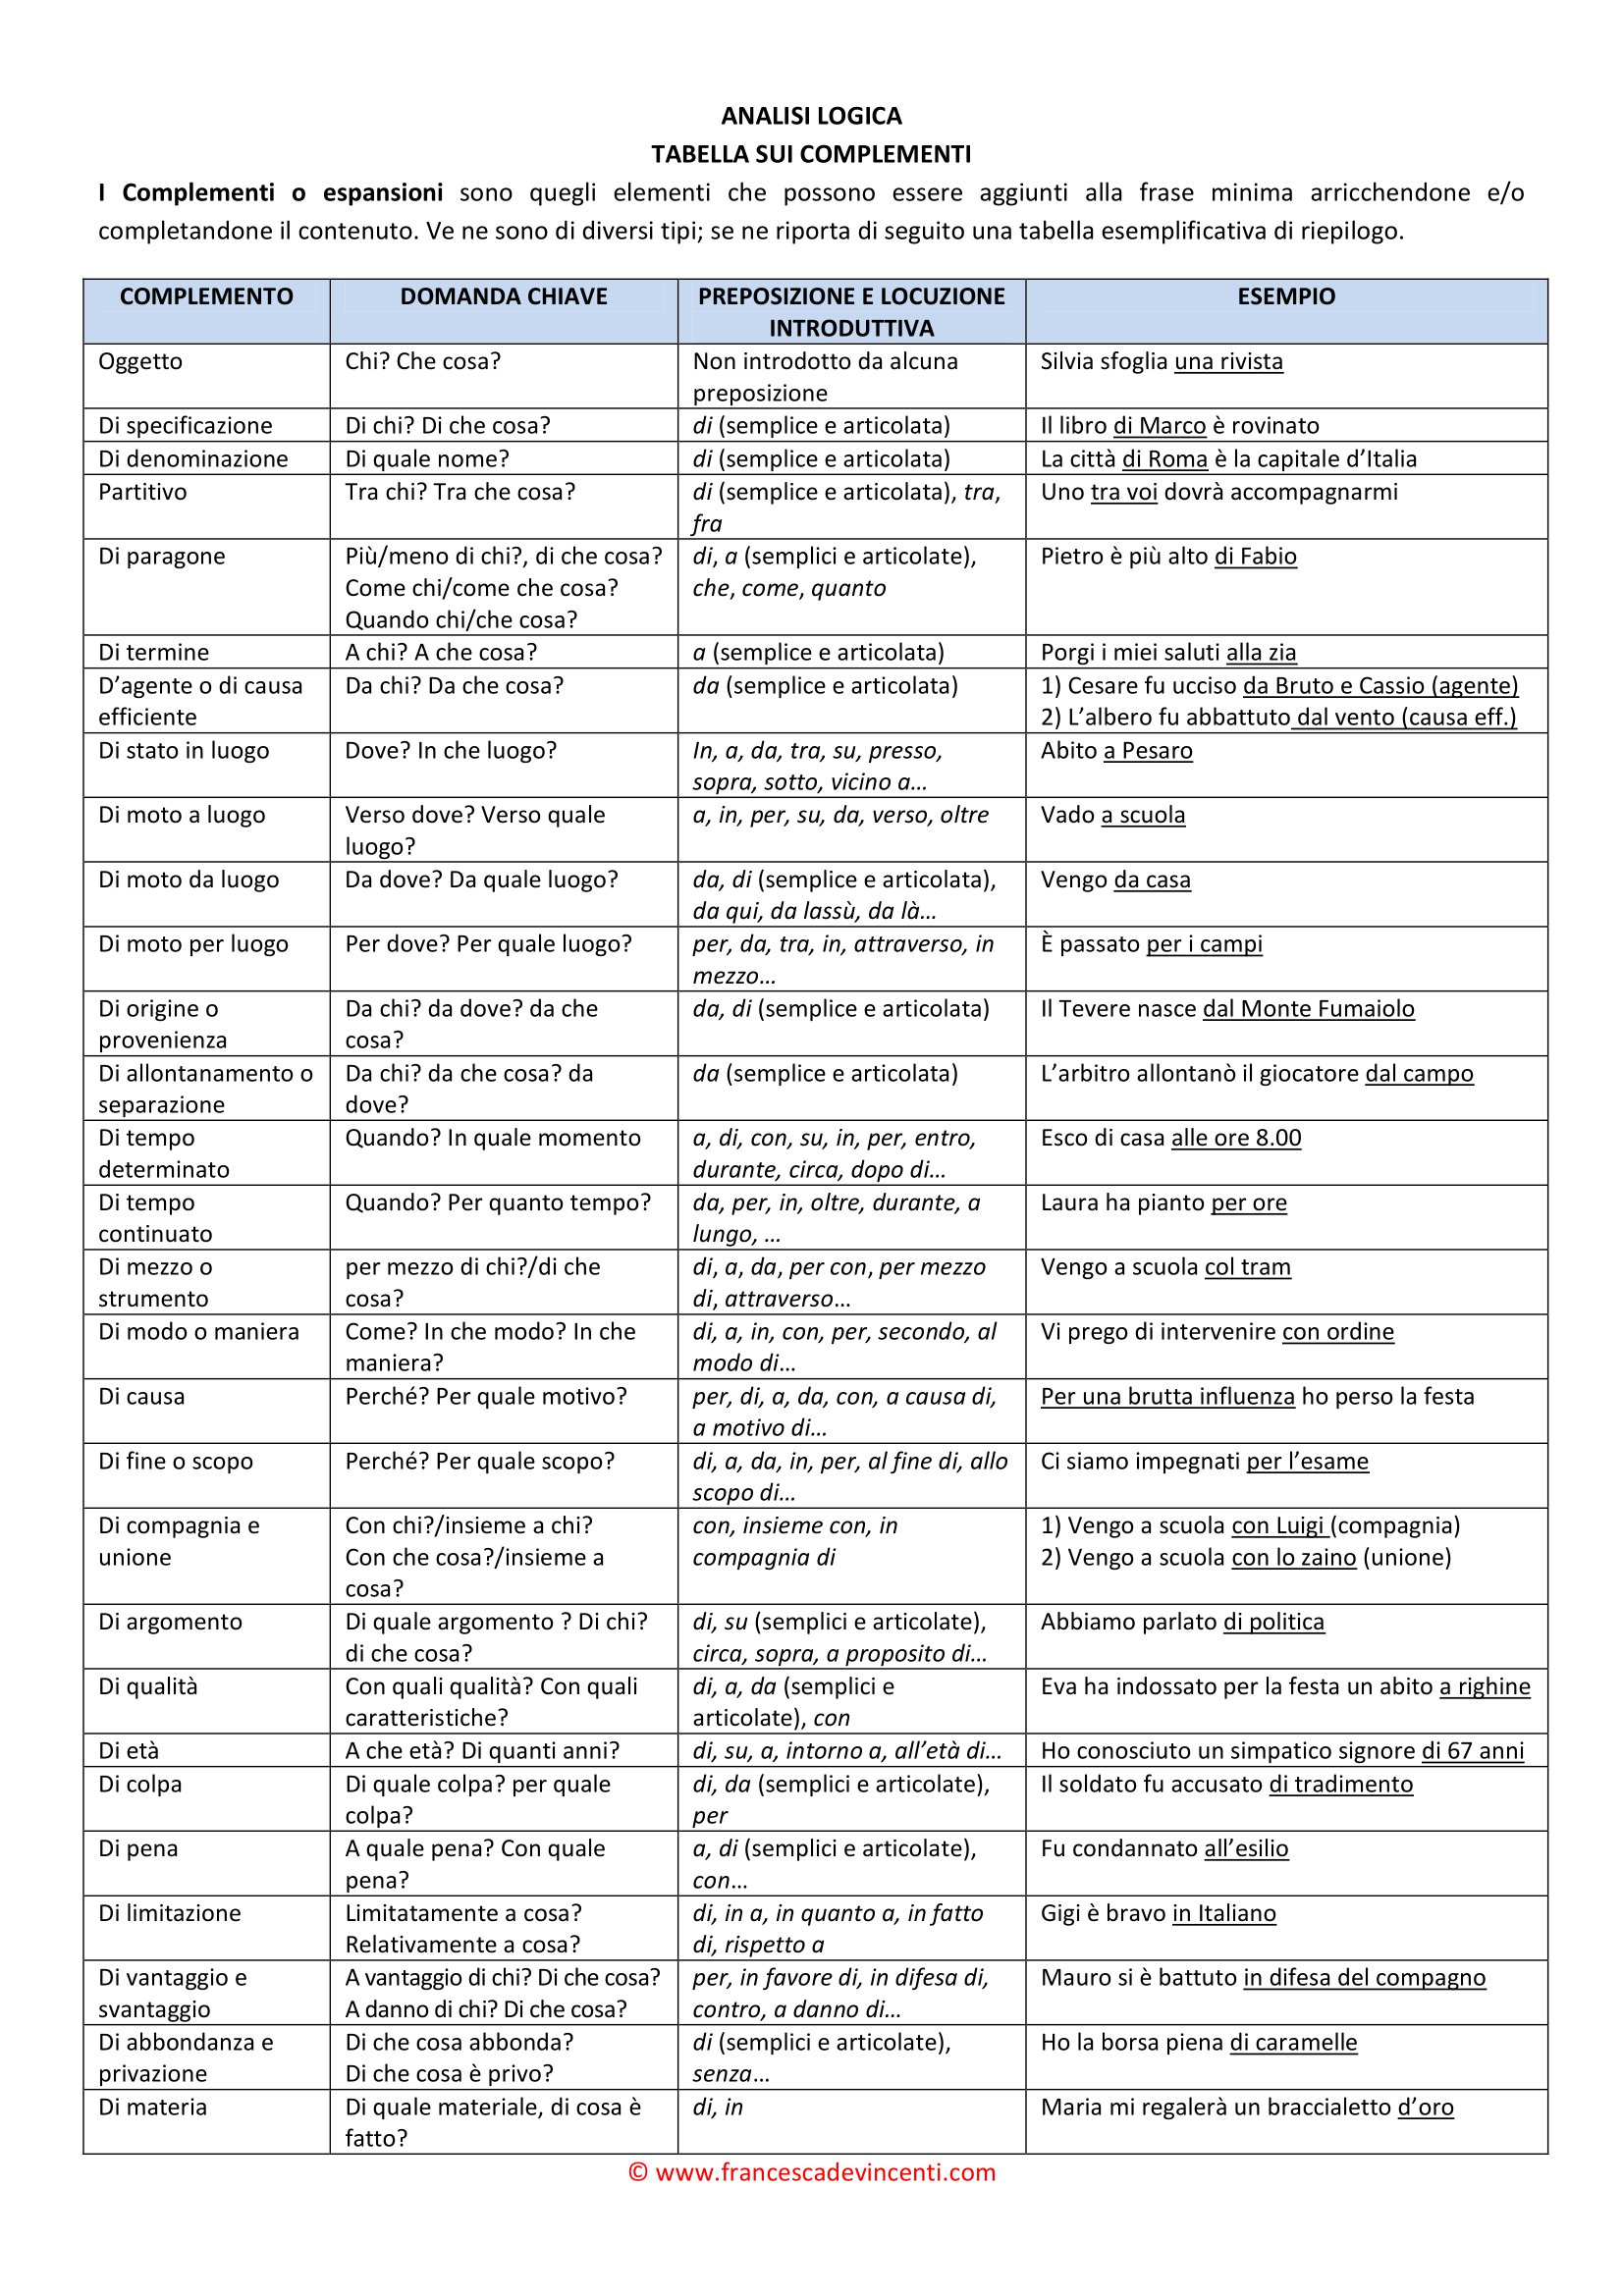 ANALISI LOGICA
TABELLA SUI COMPLEMENTI
I Complementi o espansioni sono quegli elementi che possono essere aggiunti alla frase minima arricchendone e/o
completandone il contenuto. Ve ne sono di diversi tipi; se ne riporta di seguito una tabella esemplificativa di riepilogo.
COMPLEMENTO DOMANDA CHIAVE PREPOSIZIONE E LOCUZIONE ESEMPIO
INTRODUTTIVA
Oggetto Chi? Che cosa? Non introdotto da alcuna Silvia sfoglia una rivista
preposizione
Di specificazione Di chi? Di che cosa? di (semplice e articolata) Il libro di Marco è rovinato
Di denominazione Di quale nome? di (semplice e articolata) La città di Roma è la capitale d’Italia
Partitivo Tra chi? Tra che cosa? di (semplice e articolata), tra, Uno tra voi dovrà accompagnarmi
fra
Di paragone Più/meno di chi?, di che cosa? di, a (semplici e articolate), Pietro è più alto di Fabio
Come chi/come che cosa? che, come, quanto
Quando chi/che cosa?
Di termine A chi? A che cosa? a (semplice e articolata) Porgi i miei saluti alla zia
D’agente o di causa Da chi? Da che cosa? da (semplice e articolata) 1) Cesare fu ucciso da Bruto e Cassio (agente)
efficiente 2) L’albero fu abbattuto dal vento (causa eff.)
Di stato in luogo Dove? In che luogo? In, a, da, tra, su, presso, Abito a Pesaro
sopra, sotto, vicino a…
Di moto a luogo Verso dove? Verso quale a, in, per, su, da, verso, oltre Vado a scuola
luogo?
Di moto da luogo Da dove? Da quale luogo? da, di (semplice e articolata), Vengo da casa
da qui, da lassù, da là…
Di moto per luogo Per dove? Per quale luogo? per, da, tra, in, attraverso, in È passato per i campi
mezzo…
Di origine o Da chi? da dove? da che da, di (semplice e articolata) Il Tevere nasce dal Monte Fumaiolo
provenienza cosa?
Di allontanamento o Da chi? da che cosa? da da (semplice e articolata) L’arbitro allontanò il giocatore dal campo
separazione dove?
Di tempo Quando? In quale momento a, di, con, su, in, per, entro, Esco di casa alle ore 8.00
determinato durante, circa, dopo di…
Di tempo Quando? Per quanto tempo? da, per, in, oltre, durante, a Laura ha pianto per ore
continuato lungo, …
Di mezzo o per mezzo di chi?/di che di, a, da, per con, per mezzo Vengo a scuola col tram
strumento cosa? di, attraverso…
Di modo o maniera Come? In che modo? In che di, a, in, con, per, secondo, al Vi prego di intervenire con ordine
maniera? modo di…
Di causa Perché? Per quale motivo? per, di, a, da, con, a causa di, Per una brutta influenza ho perso la festa
a motivo di…
Di fine o scopo Perché? Per quale scopo? di, a, da, in, per, al fine di, allo Ci siamo impegnati per l’esame
scopo di…
Di compagnia e Con chi?/insieme a chi? con, insieme con, in 1) Vengo a scuola con Luigi (compagnia)
unione Con che cosa?/insieme a compagnia di 2) Vengo a scuola con lo zaino (unione)
cosa?
Di argomento Di quale argomento ? Di chi? di, su (semplici e articolate), Abbiamo parlato di politica
di che cosa? circa, sopra, a proposito di…
Di qualità Con quali qualità? Con quali di, a, da (semplici e Eva ha indossato per la festa un abito a righine
caratteristiche? articolate), con
Di età A che età? Di quanti anni? di, su, a, intorno a, all’età di… Ho conosciuto un simpatico signore di 67 anni
Di colpa Di quale colpa? per quale di, da (semplici e articolate), Il soldato fu accusato di tradimento
colpa? per
Di pena A quale pena? Con quale a, di (semplici e articolate), Fu condannato all’esilio
pena? con…
Di limitazione Limitatamente a cosa? di, in a, in quanto a, in fatto Gigi è bravo in Italiano
Relativamente a cosa? di, rispetto a
Di vantaggio e A vantaggio di chi? Di che cosa? per, in favore di, in difesa di, Mauro si è battuto in difesa del compagno
svantaggio A danno di chi? Di che cosa? contro, a danno di…
Di abbondanza e Di che cosa abbonda? di (semplici e articolate), Ho la borsa piena di caramelle
privazione Di che cosa è privo? senza…
Di materia Di quale materiale, di cosa è di, in Maria mi regalerà un braccialetto d’oro
fatto?
© www.francescadevincenti.com